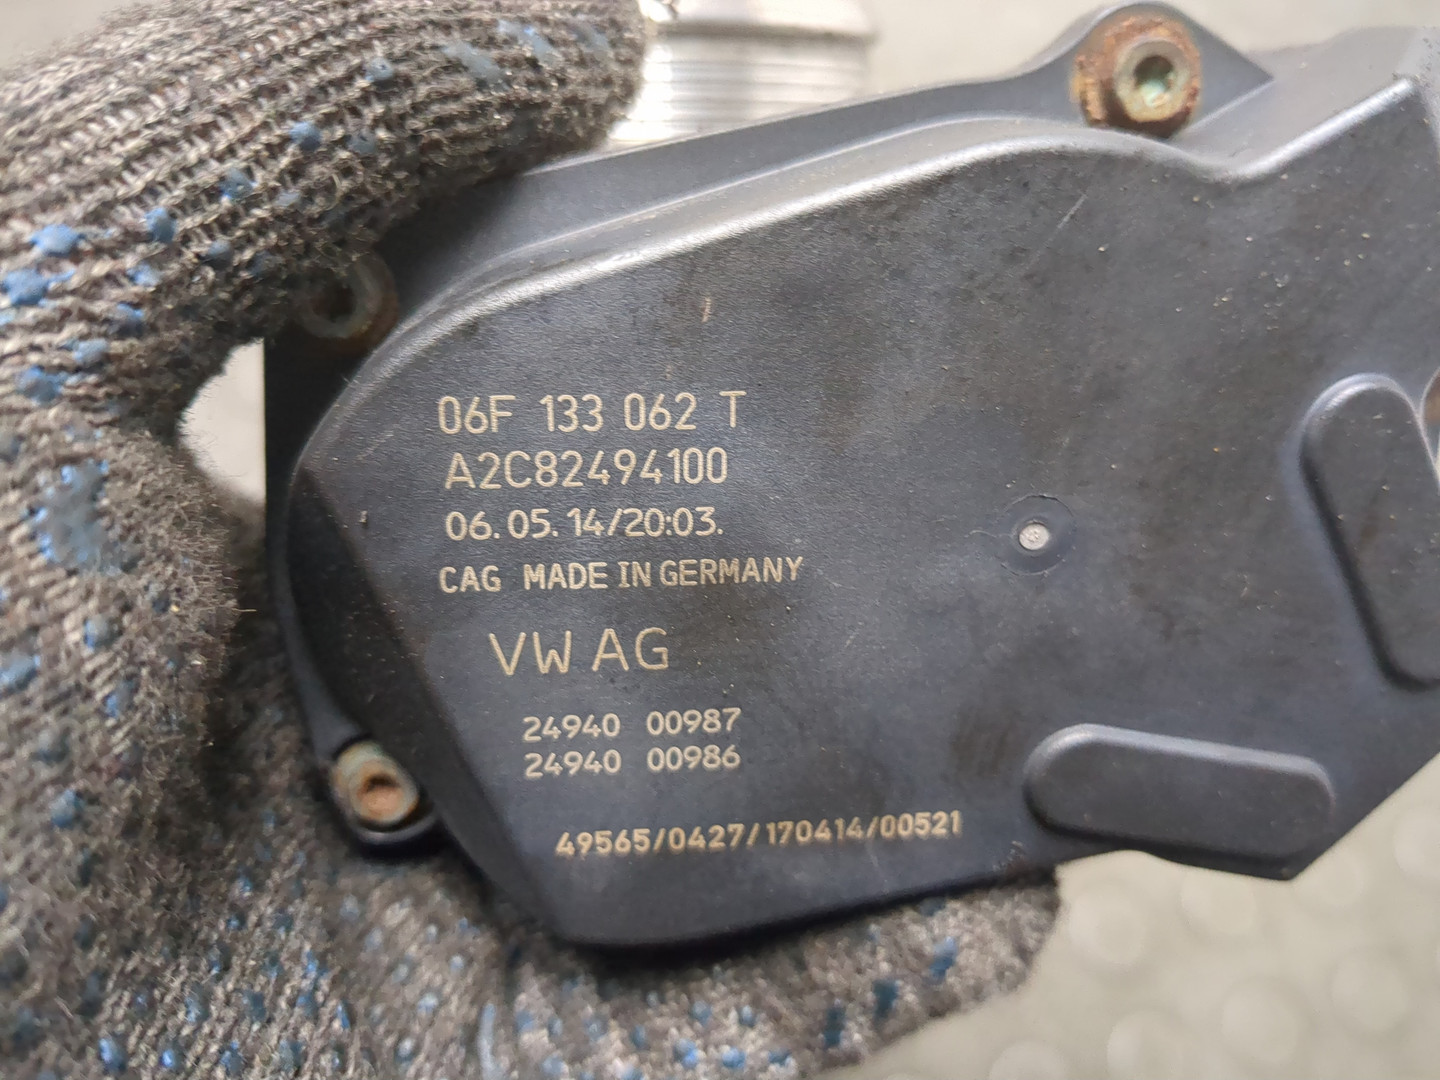 06F 133 062 T
A2C82494100
06.05.14/20:03.
CAG MADE IN GERMANY
VW AG
24940 00987
24940 00986
49565/0427/170414/00521